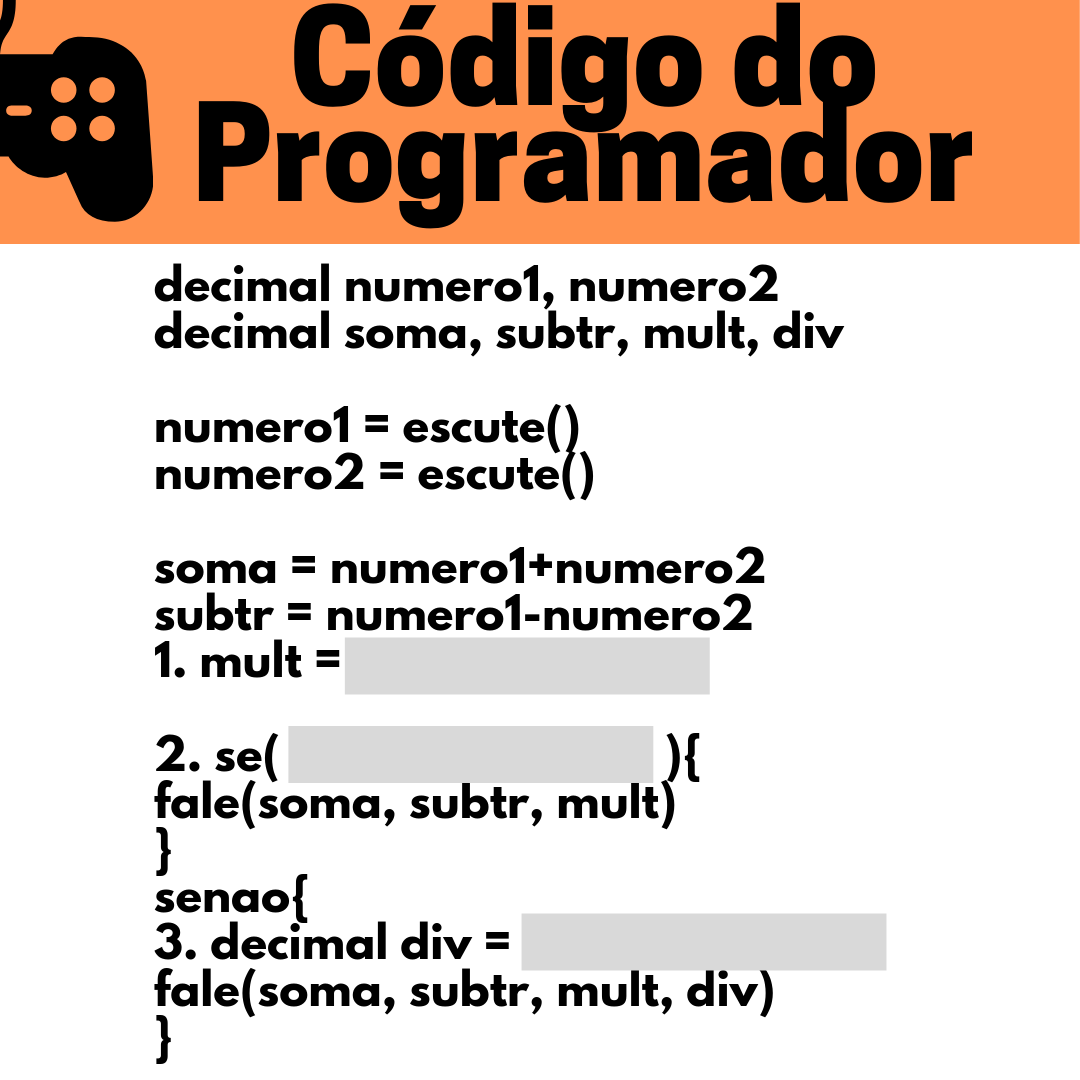 Código do
Programador
decimal numero1, numero2
decimal soma, subtr, mult, div
numero1 = escute()
numero2 = escute()
soma = numero1+numero2
subtr = numero1-numero2
1. mult =
2. se( ){
fale(soma, subtr, mult)
}
senao{
3. decimal div =
fale(soma, subtr, mult, div)
}